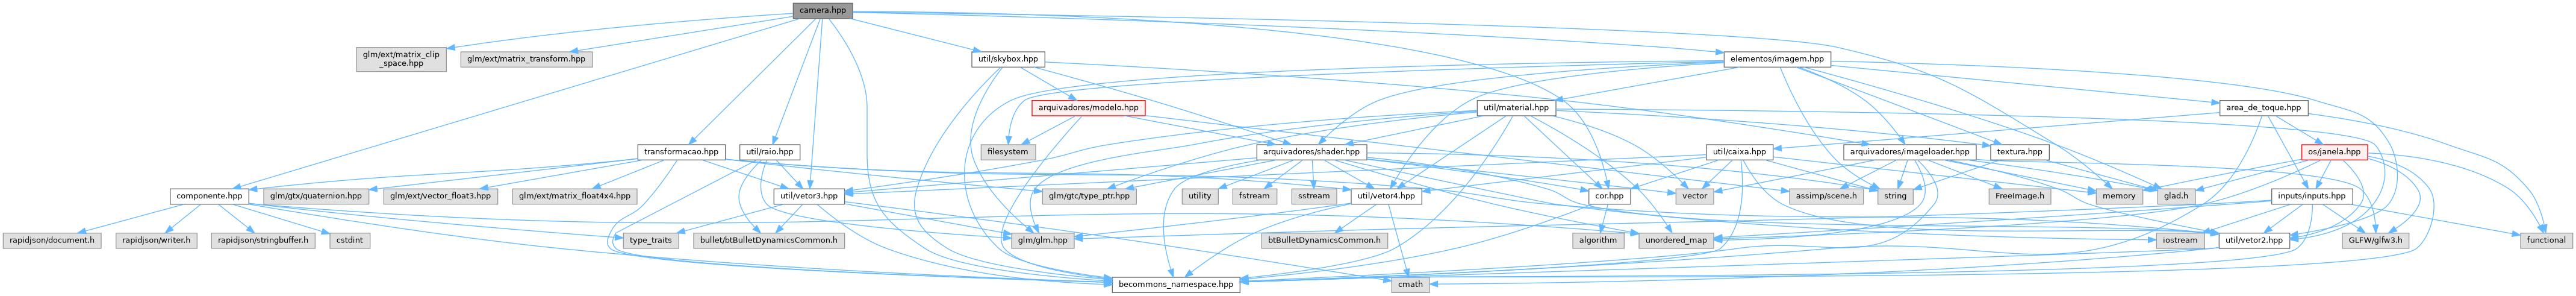 camera.hpp
glm/ext/matrix_clip
_space.hpp
glm/ext/matrix_transform.hpp
util/skybox.hpp
elementos/imagem.hpp
arquivadores/modelo.hpp
util/material.hpp
area_de_toque.hpp
transformacao.hpp
util/raio.hpp
filesystem
arquivadores/shader.hpp
util/caixa.hpp
arquivadores/imageloader.hpp
textura.hpp
os/janela.hpp
componente.hpp
glm/gtx/quaternion.hpp
glm/ext/vector_float3.hpp
glm/ext/matrix_float4x4.hpp
util/vetor3.hpp
glm/gtc/type_ptr.hpp
utility
fstream
sstream
util/vetor4.hpp
cor.hpp
vector
assimp/scene.h
string
FreeImage.h
memory
glad.h
inputs/inputs.hpp
rapidjson/document.h
rapidjson/writer.h
rapidjson/stringbuffer.h
cstdint
type_traits
bullet/btBulletDynamicsCommon.h
glm/glm.hpp
btBulletDynamicsCommon.h
algorithm
unordered_map
iostream
util/vetor2.hpp
GLFW/glfw3.h
functional
becommons_namespace.hpp
cmath